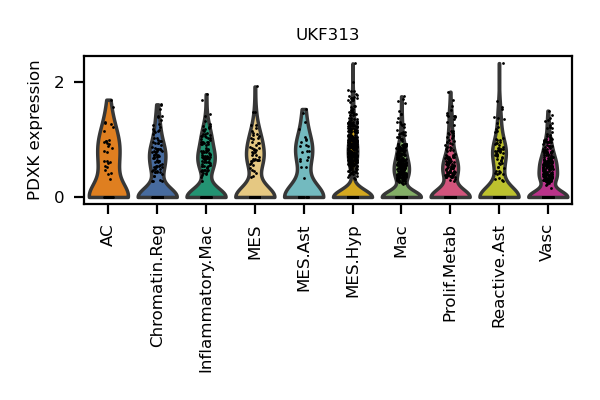 UKF313
PDXK expression
2
0
AC
Chromatin.Reg
Inflammatory.Mac
MES
MES.Ast
MES.Hyp
Mac
Prolif.Metab
Reactive.Ast
Vasc